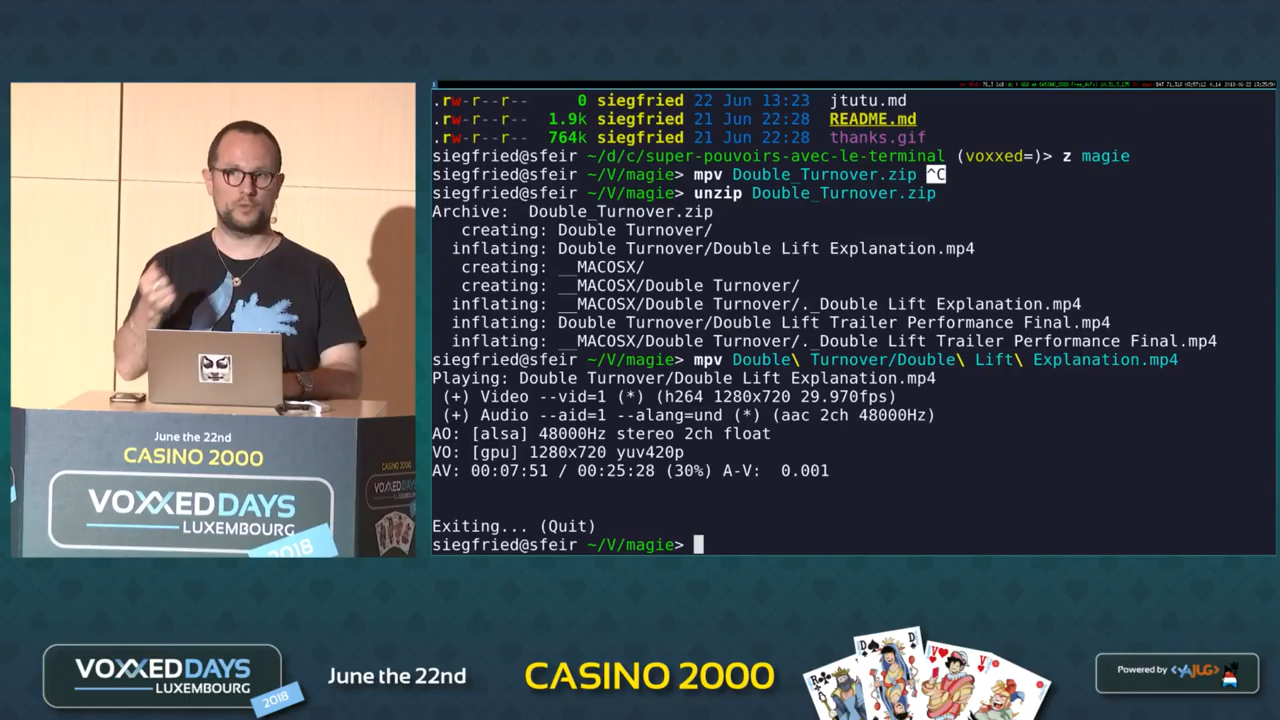 .rw-r--r-- 0 siegfried 22 Jun 13:23 jtutu.md
.rw-r--r-- 1.9k siegfried 21 Jun 22:28 README.md
.rw-r--r-- 764k siegfried 21 Jun 22:28 thanks.gif
siegfried@sfeir ~/d/c/super-pouvoirs-avec-le-terminal (voxxed=)> z magie
siegfried@sfeir ~/V/magie> mpv Double_Turnover.zip ^C
siegfried@sfeir ~/V/magie> unzip Double_Turnover.zip
Archive:  Double_Turnover.zip
creating: Double Turnover/
inflating: Double Turnover/Double Lift Explanation.mp4
creating: __MACOSX/
creating: __MACOSX/Double Turnover/
inflating: __MACOSX/Double Turnover/._Double Lift Explanation.mp4
inflating: Double Turnover/Double Lift Trailer Performance Final.mp4
inflating: __MACOSX/Double Turnover/._Double Lift Trailer Performance Final.mp4
siegfried@sfeir ~/V/magie> mpv Double\ Turnover/Double\ Lift\ Explanation.mp4
Playing: Double Turnover/Double Lift Explanation.mp4
(+) Video --vid=1 (*) (h264 1280x720 29.970fps)
(+) Audio --aid=1 --alang=und (*) (aac 2ch 48000Hz)
AO: [alsa] 48000Hz stereo 2ch float
VO: [gpu] 1280x720 yuv420p
AV: 00:07:51 / 00:25:28 (30%) A-V:  0.001
Exiting... (Quit)
siegfried@sfeir ~/V/magie>
June the 22nd
CASINO 2000
VOXXED DAYS
LUXEMBOURG
2018
CASINO 2000
VOXXED DAYS
LUXEMBOURG
2018
June the 22nd
CASINO 2000
Powered by <YAJUG>